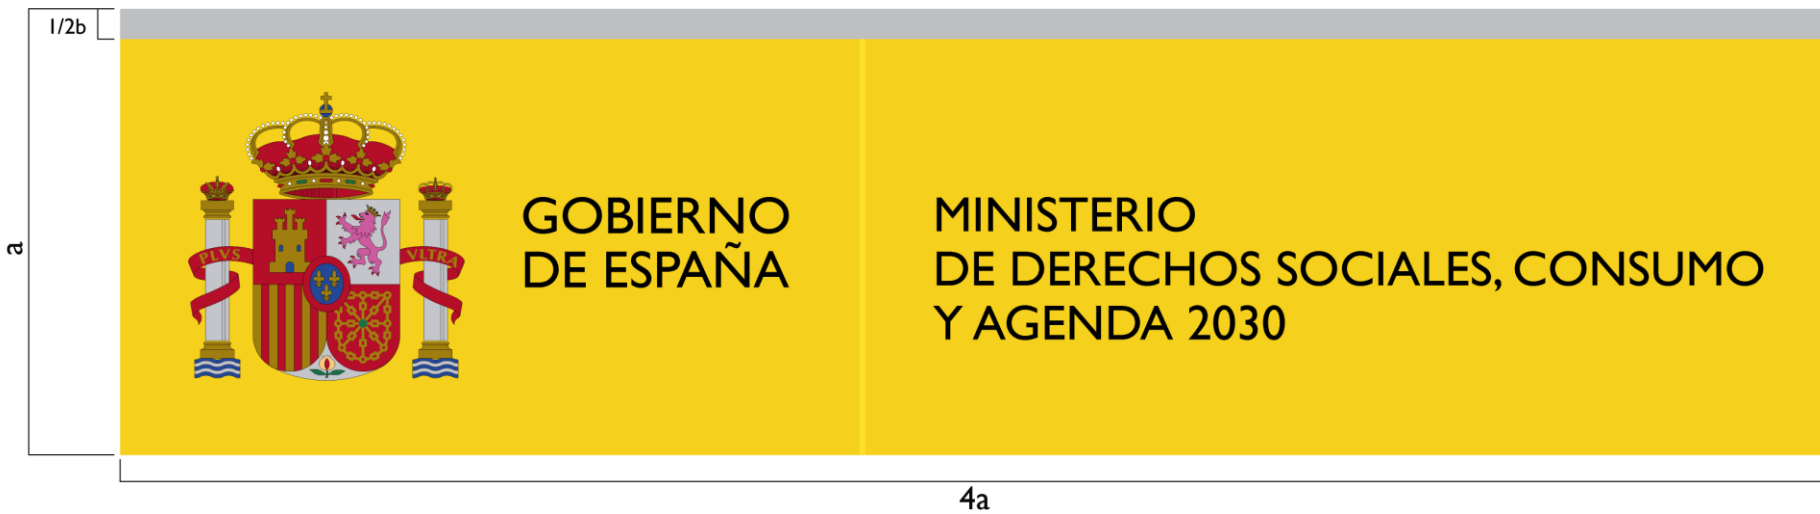 1/2b
a
PLVS
VLTRA
GOBIERNO
DE ESPAÑA
MINISTERIO
DE DERECHOS SOCIALES, CONSUMO
Y AGENDA 2030
4a